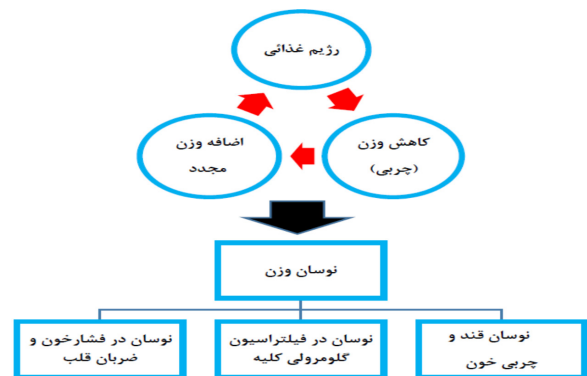 رژیم غذائی
کاهش وزن
(چربی)
اضافه وزن
مجدد
نوسان وزن
نوسان قند و
چربی خون
نوسان در فیلتراسیون
گلومرولی کلیه
نوسان در فشارخون و
ضربان قلب